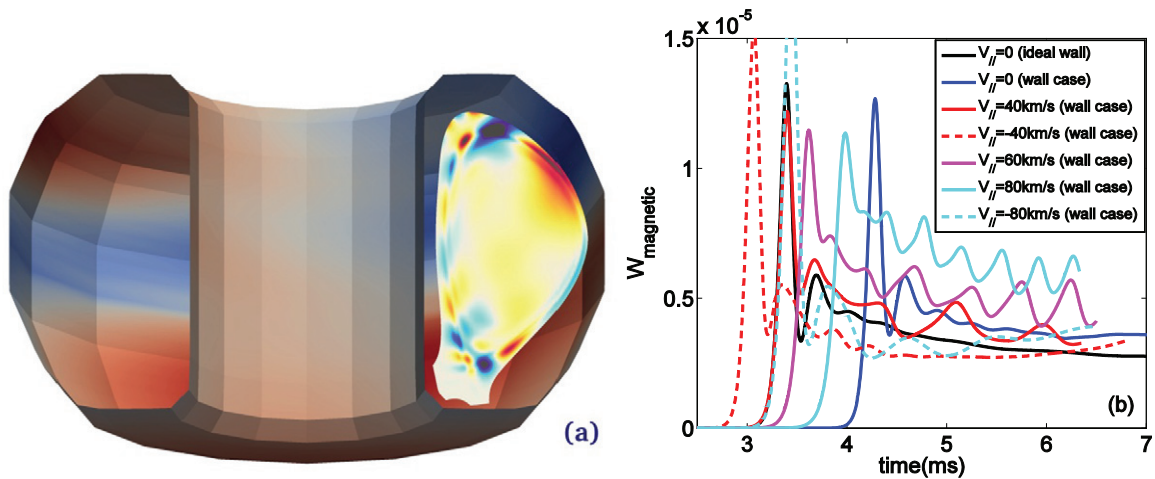 (a)
1.5 x 10^-5
1
0.5
0
W_magnetic
V_//=0 (ideal wall)
V_//=0 (wall case)
V_//=40km/s (wall case)
V_//=-40km/s (wall case)
V_//=60km/s (wall case)
V_//=80km/s (wall case)
V_//=-80km/s (wall case)
(b)
3 4 5 6 7
time(ms)